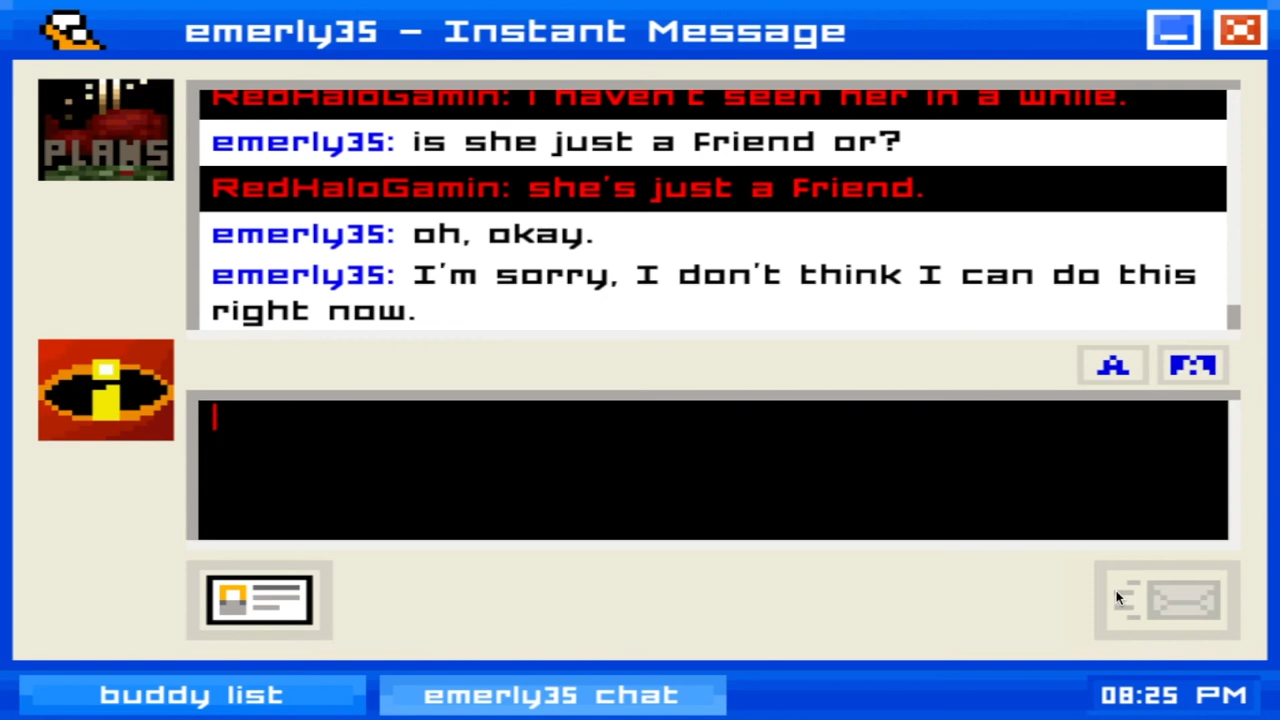 emerly35 - Instant Message
PLANS
RedHaloGamin: i haven't seen her in a while.
emerly35: is she just a friend or?
RedHaloGamin: she's just a friend.
emerly35: oh, okay.
emerly35: I'm sorry, I don't think I can do this
right now.
i
A M
buddy list
emerly35 chat
08:25 PM